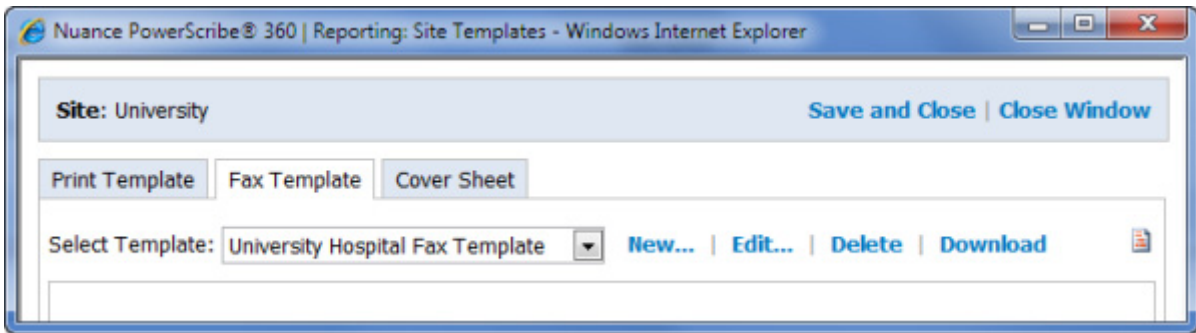 Nuance PowerScribe® 360 | Reporting: Site Templates - Windows Internet Explorer
Site: University Save and Close | Close Window
Print Template Fax Template Cover Sheet
Select Template: University Hospital Fax Template New... | Edit... | Delete | Download